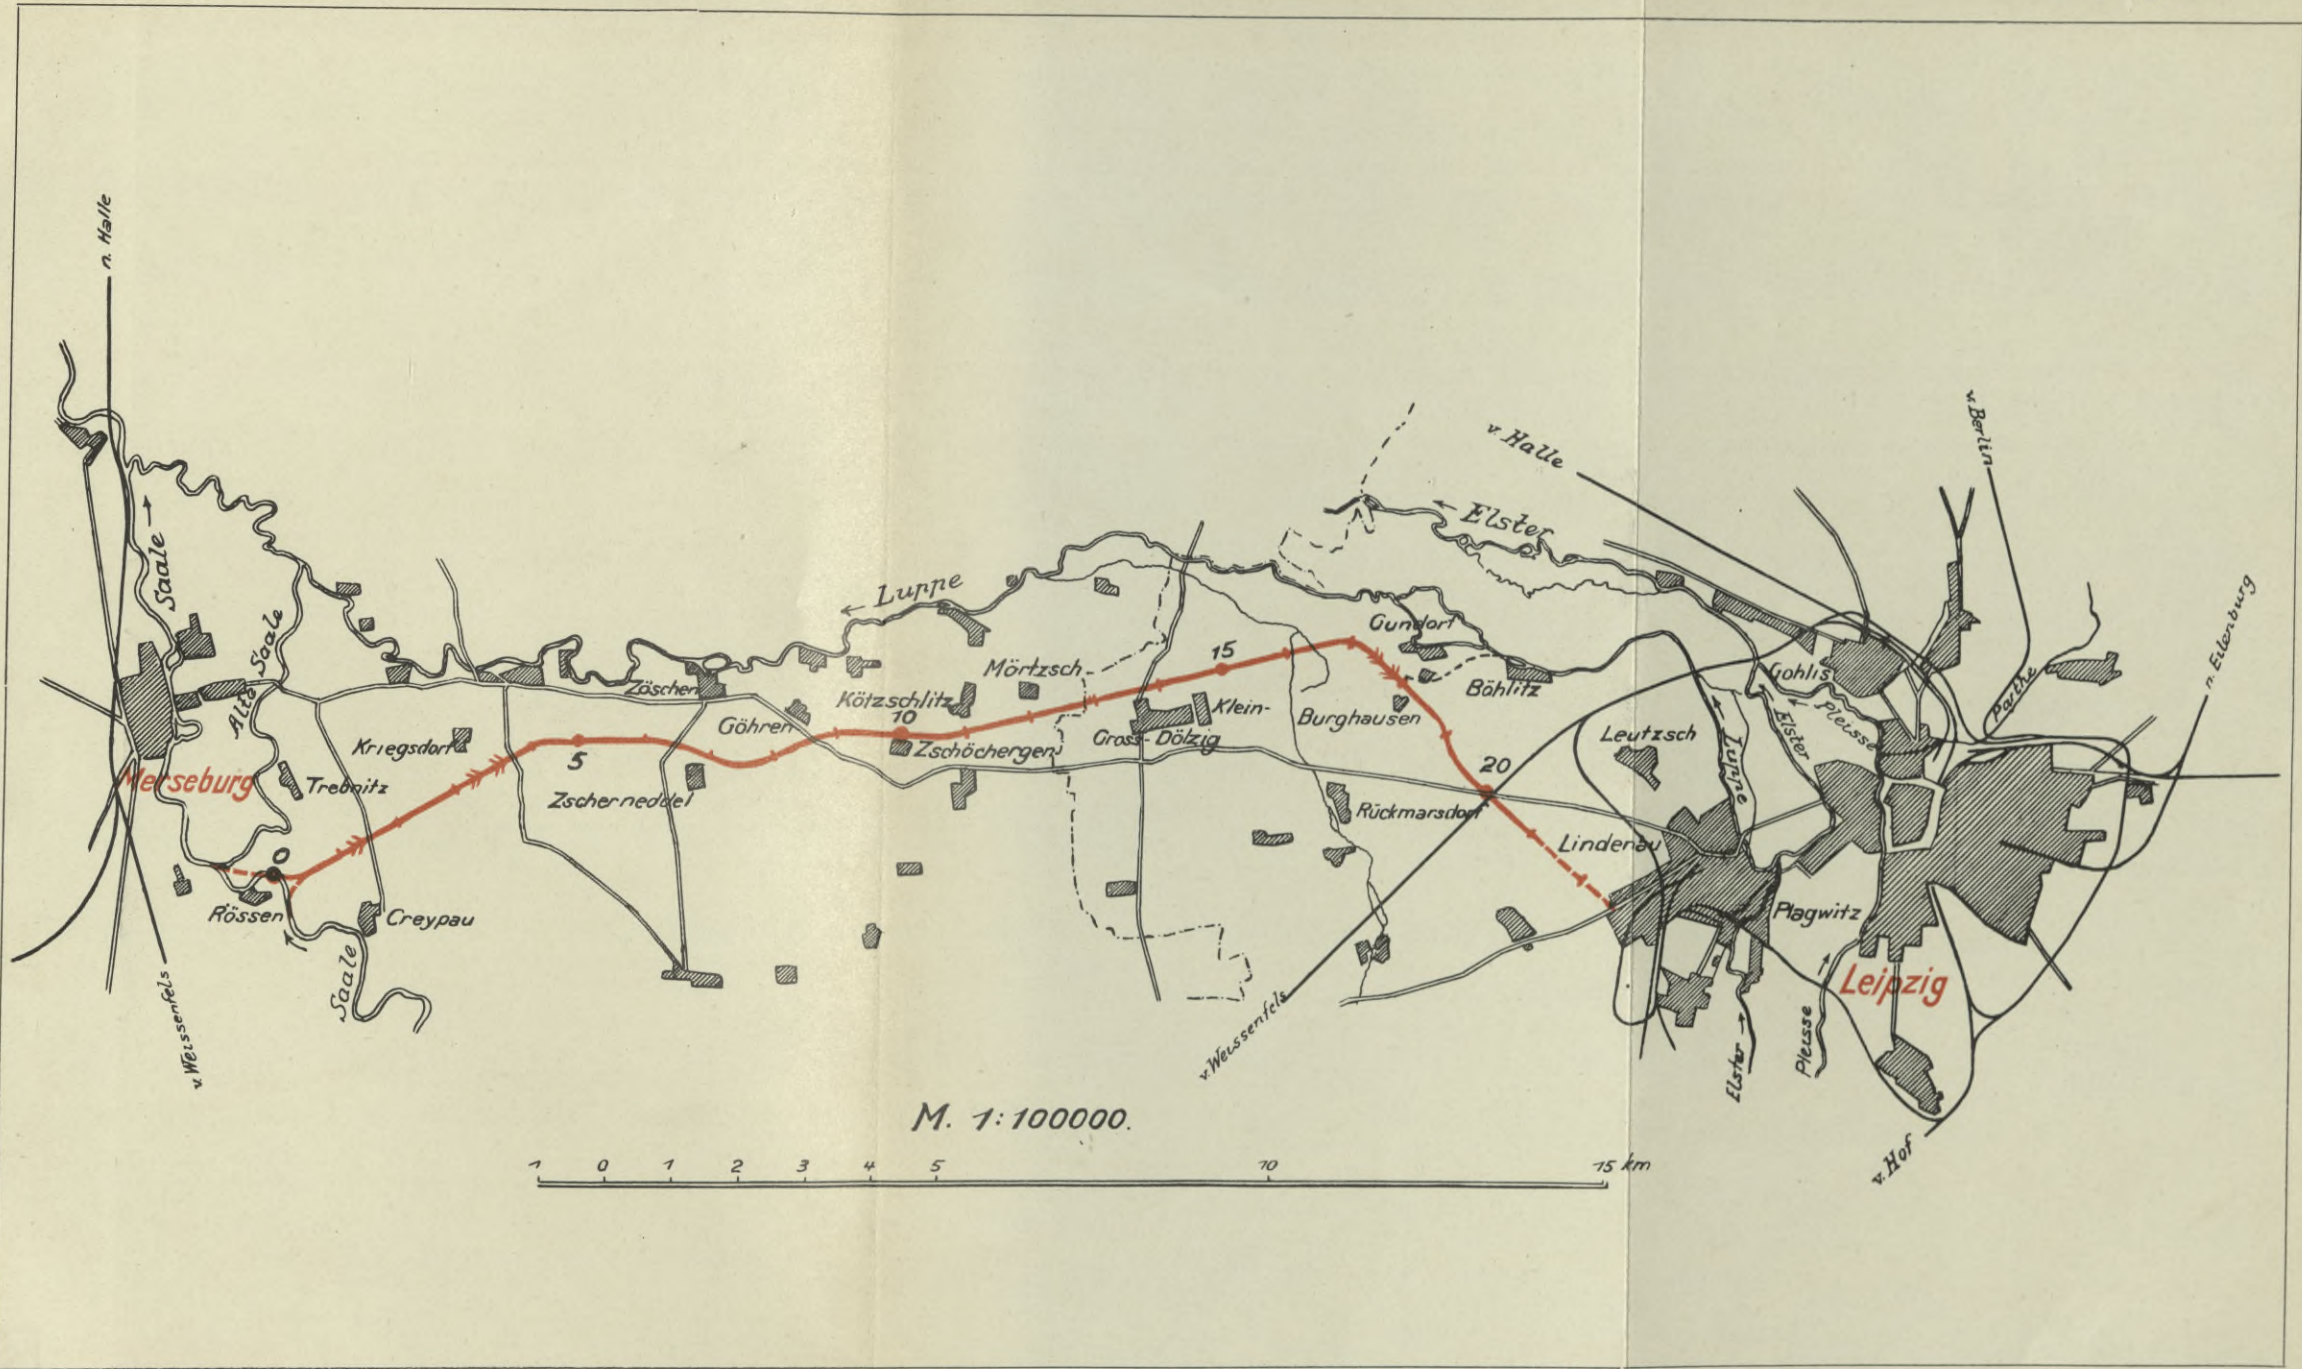 n. Halle
v. Halle
v. Berlin
n. Eilenburg
Elster
Saale
Luppe
Alte Saale
Gundorf
Mörtzsch-
15
Zöschen
Kötzschlitz
10
Göhren
Klein-
Burghausen
Böhlitz
Gohlis
Pleisse
Parthe
Kriegsdorf
5
Zschöchergen
Gross-Dölzig
20
Leutzsch
Luppe
Elster
Merseburg
Trebnitz
Zscherneddel
Rückmarsdorf
Lindenau
0
Rössen
Creypau
Plagwitz
Saale
Leipzig
v. Weissenfels
v. Weissenfels
Elster
Pleisse
v. Hof
M. 1:100000.
1 0 1 2 3 4 5 10 15 km